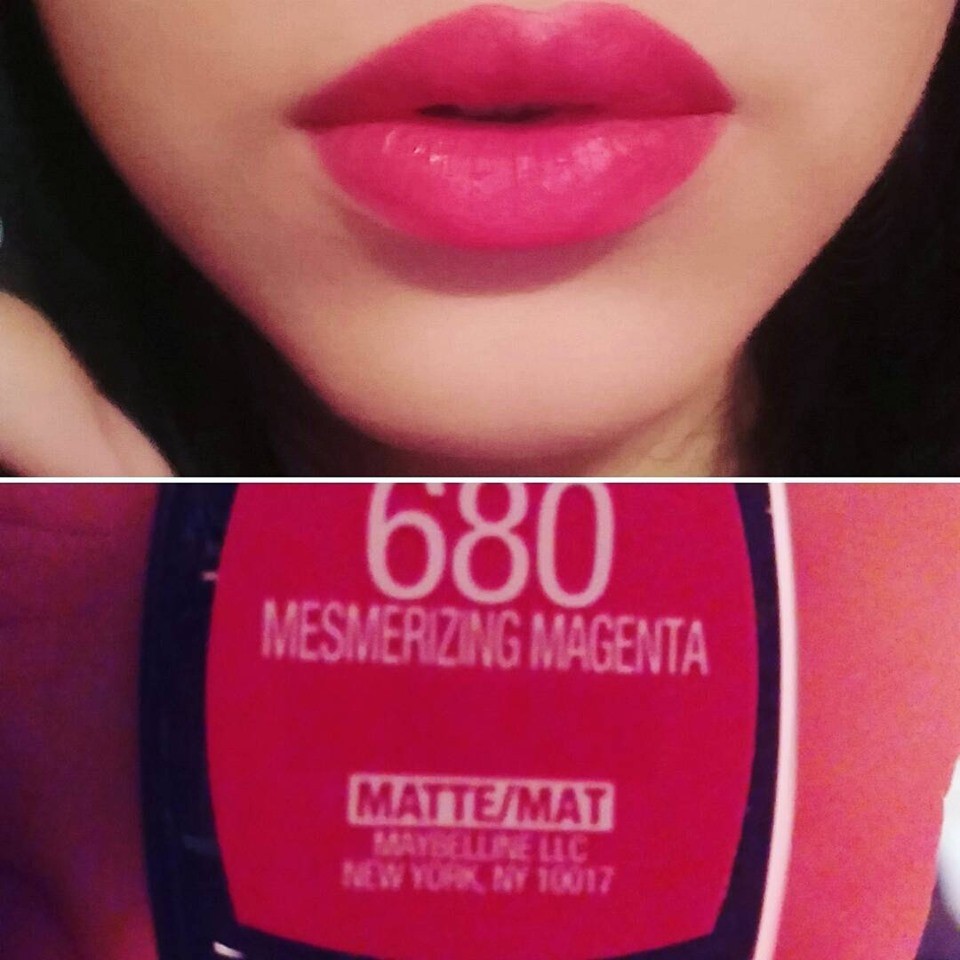 680
MESMERIZING MAGENTA
MATTE/MAT
MAYBELLINE LLC
NEW YORK, NY 10017